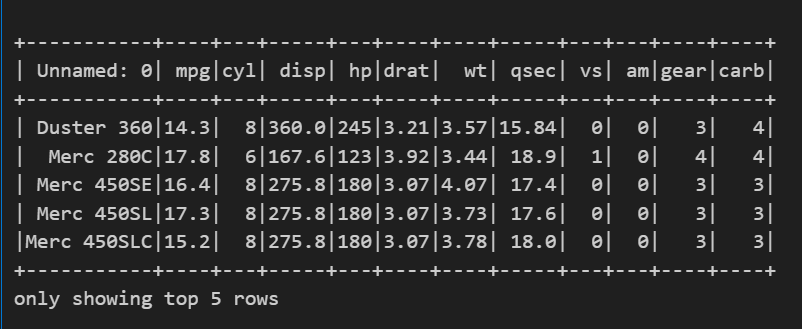 +-----------+----+---+-----+---+----+----+-----+---+---+----+----+
| Unnamed: 0| mpg|cyl| disp| hp|drat|  wt| qsec| vs| am|gear|carb|
+-----------+----+---+-----+---+----+----+-----+---+---+----+----+
| Duster 360|14.3|  8|360.0|245|3.21|3.57|15.84|  0|  0|   3|   4|
|  Merc 280C|17.8|  6|167.6|123|3.92|3.44| 18.9|  1|  0|   4|   4|
| Merc 450SE|16.4|  8|275.8|180|3.07|4.07| 17.4|  0|  0|   3|   3|
| Merc 450SL|17.3|  8|275.8|180|3.07|3.73| 17.6|  0|  0|   3|   3|
|Merc 450SLC|15.2|  8|275.8|180|3.07|3.78| 18.0|  0|  0|   3|   3|
+-----------+----+---+-----+---+----+----+-----+---+---+----+----+
only showing top 5 rows